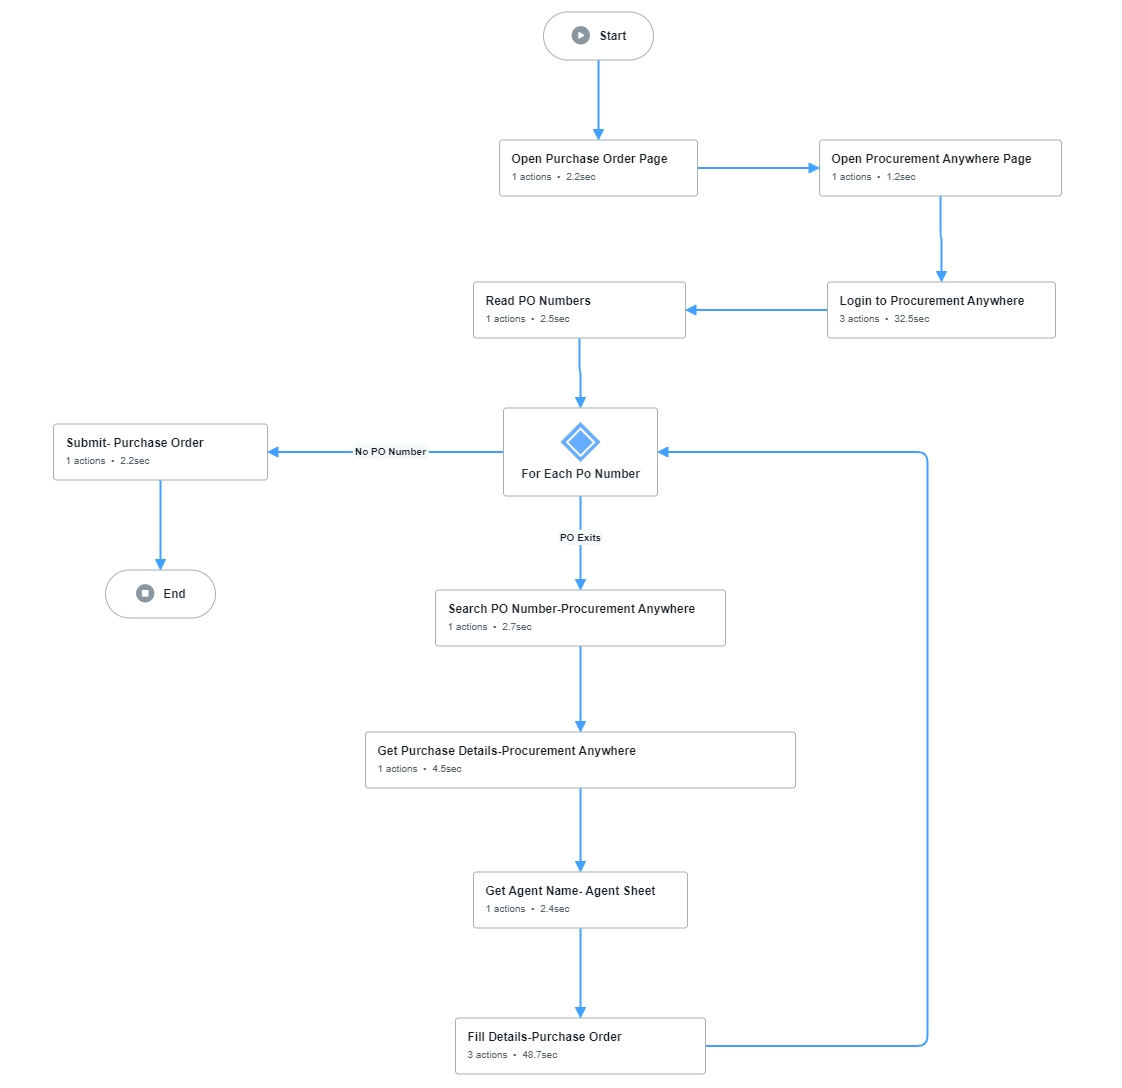 Start
Open Purchase Order Page
1 actions • 2.2sec
Open Procurement Anywhere Page
1 actions • 1.2sec
Read PO Numbers
1 actions • 2.5sec
Login to Procurement Anywhere
3 actions • 32.5sec
Submit- Purchase Order
1 actions • 2.2sec
No PO Number
For Each Po Number
PO Exits
End
Search PO Number-Procurement Anywhere
1 actions • 2.7sec
Get Purchase Details-Procurement Anywhere
1 actions • 4.5sec
Get Agent Name- Agent Sheet
1 actions • 2.4sec
Fill Details-Purchase Order
3 actions • 48.7sec